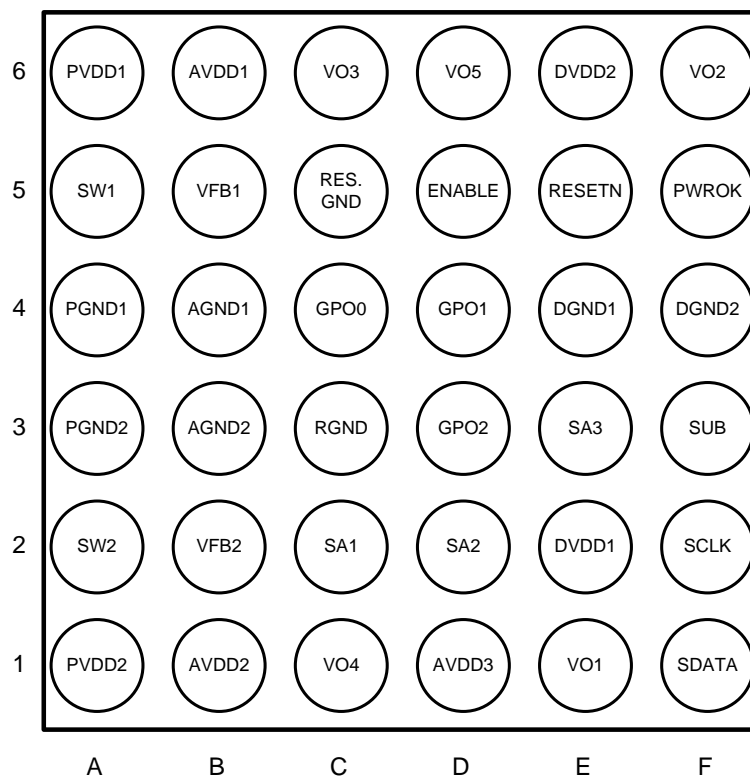 6 PVDD1 AVDD1 VO3 VO5 DVDD2 VO2
5 SW1 VFB1 RES. GND ENABLE RESETN PWROK
4 PGND1 AGND1 GPO0 GPO1 DGND1 DGND2
3 PGND2 AGND2 RGND GPO2 SA3 SUB
2 SW2 VFB2 SA1 SA2 DVDD1 SCLK
1 PVDD2 AVDD2 VO4 AVDD3 VO1 SDATA
A B C D E F